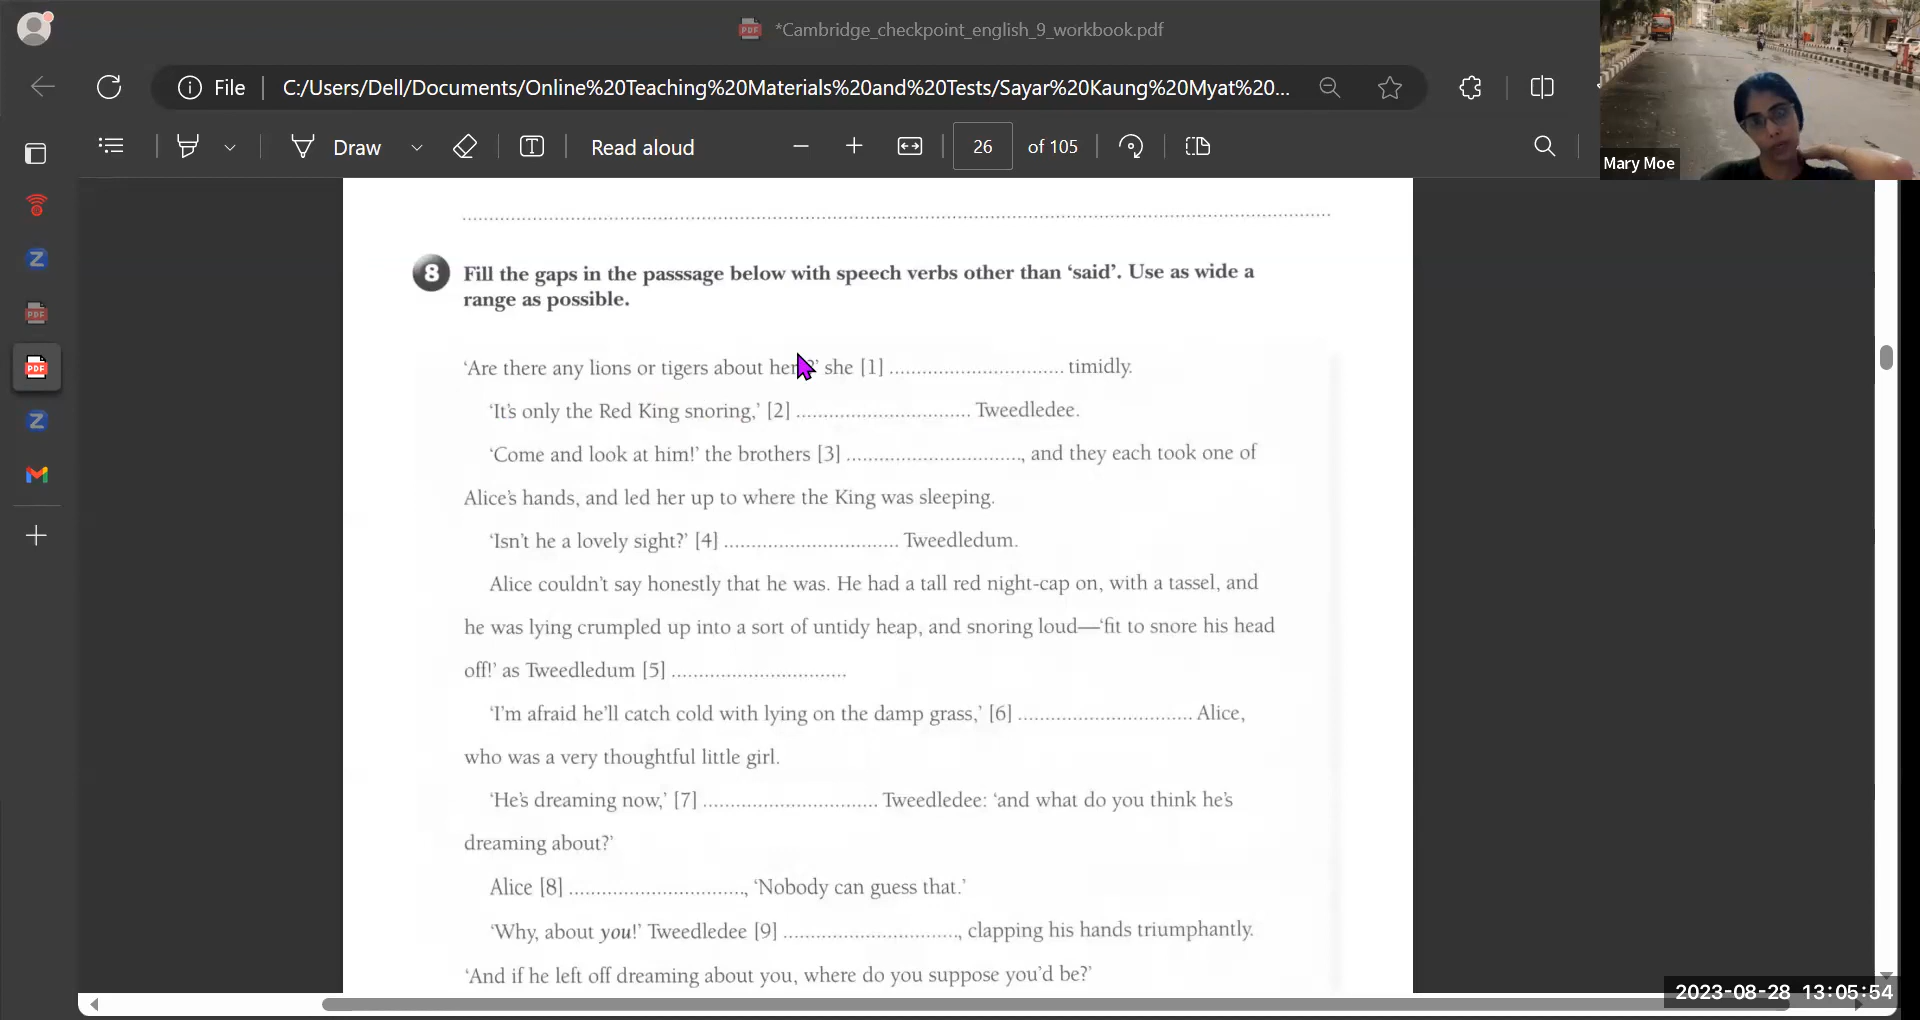 *Cambridge_checkpoint_english_9_workbook.pdf
File
C:/Users/Dell/Documents/Online%20Teaching%20Materials%20and%20Tests/Sayar%20Kaung%20Myat%20...
Draw
Read aloud
26
of 105
Mary Moe
8 Fill the gaps in the passsage below with speech verbs other than ‘said’. Use as wide a
range as possible.
‘Are there any lions or tigers about her ?’ she [1] .............................. timidly.
‘It’s only the Red King snoring,’ [2] .............................. Tweedledee.
‘Come and look at him!’ the brothers [3] .............................., and they each took one of
Alice’s hands, and led her up to where the King was sleeping.
‘Isn’t he a lovely sight?’ [4] .............................. Tweedledum.
Alice couldn’t say honestly that he was. He had a tall red night-cap on, with a tassel, and
he was lying crumpled up into a sort of untidy heap, and snoring loud—‘fit to snore his head
off!’ as Tweedledum [5] ..............................
‘I’m afraid he’ll catch cold with lying on the damp grass,’ [6] .............................. Alice,
who was a very thoughtful little girl.
‘He’s dreaming now,’ [7] .............................. Tweedledee: ‘and what do you think he’s
dreaming about?’
Alice [8] .............................., ‘Nobody can guess that.’
‘Why, about you!’ Tweedledee [9] .............................., clapping his hands triumphantly.
‘And if he left off dreaming about you, where do you suppose you’d be?’
2023-08-28 13:05:54